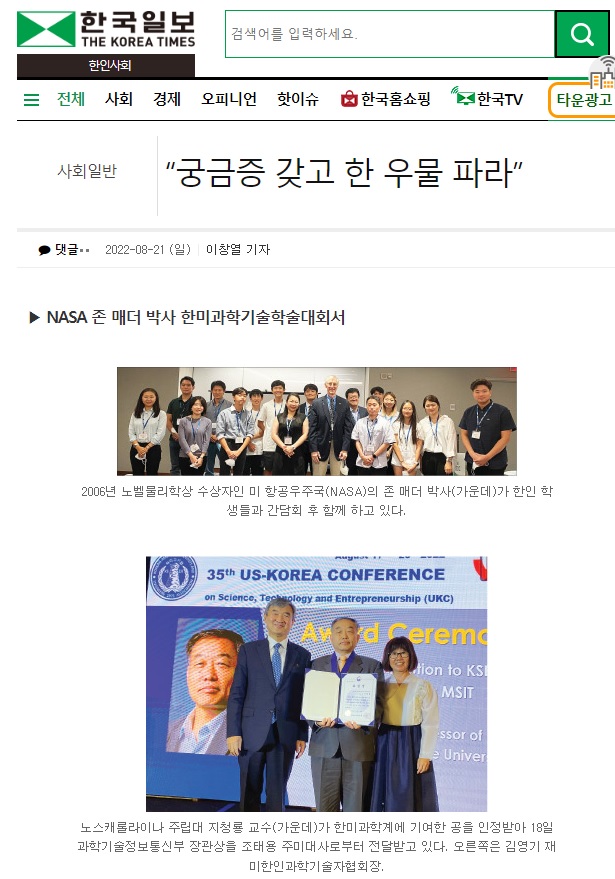 한국일보
THE KOREA TIMES
한인사회
검색어를 입력하세요.
전체 사회 경제 오피니언 핫이슈 한국홈쇼핑 한국TV 타운광고
사회일반
“궁금증 갖고 한 우물 파라”
댓글 2022-08-21 (일) 이창열 기자
▶ NASA 존 매더 박사 한미과학기술학술대회서
2006년 노벨물리학상 수상자인 미 항공우주국(NASA)의 존 매더 박사(가운데)가 한인 학
생들과 간담회 후 함께 하고 있다.
August 17 - 20 2022
35th US-KOREA CONFERENCE
on Science, Technology and Entrepreneurship (UKC)
Award Ceremo
tion to KS
MSIT
ssor of
e Unive
노스캐롤라이나 주립대 지청룡 교수(가운데)가 한미과학계에 기여한 공을 인정받아 18일
과학기술정보통신부 장관상을 조태용 주미대사로부터 전달받고 있다. 오른쪽은 김영기 재
미한인과학기술자협회장.